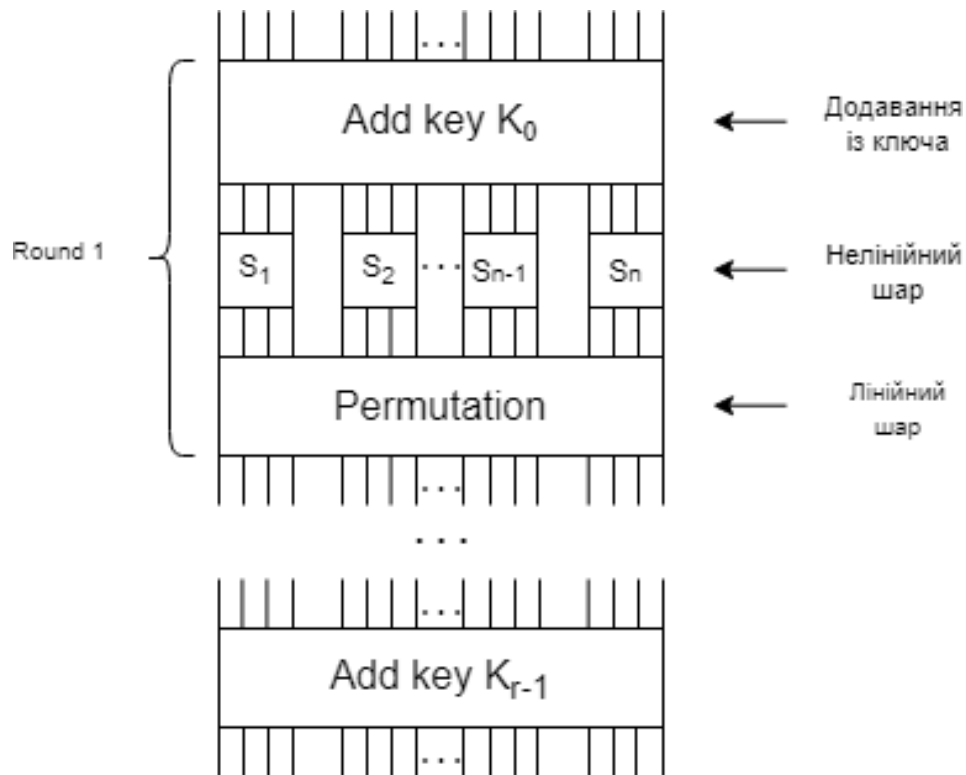 ...
Add key K₀
Додавання
із ключа
Round 1
S₁
S₂
...
Sn-1
Sn
Нелінійний
шар
Permutation
Лінійний
шар
...
...
...
Add key Kᵣ₋₁
...